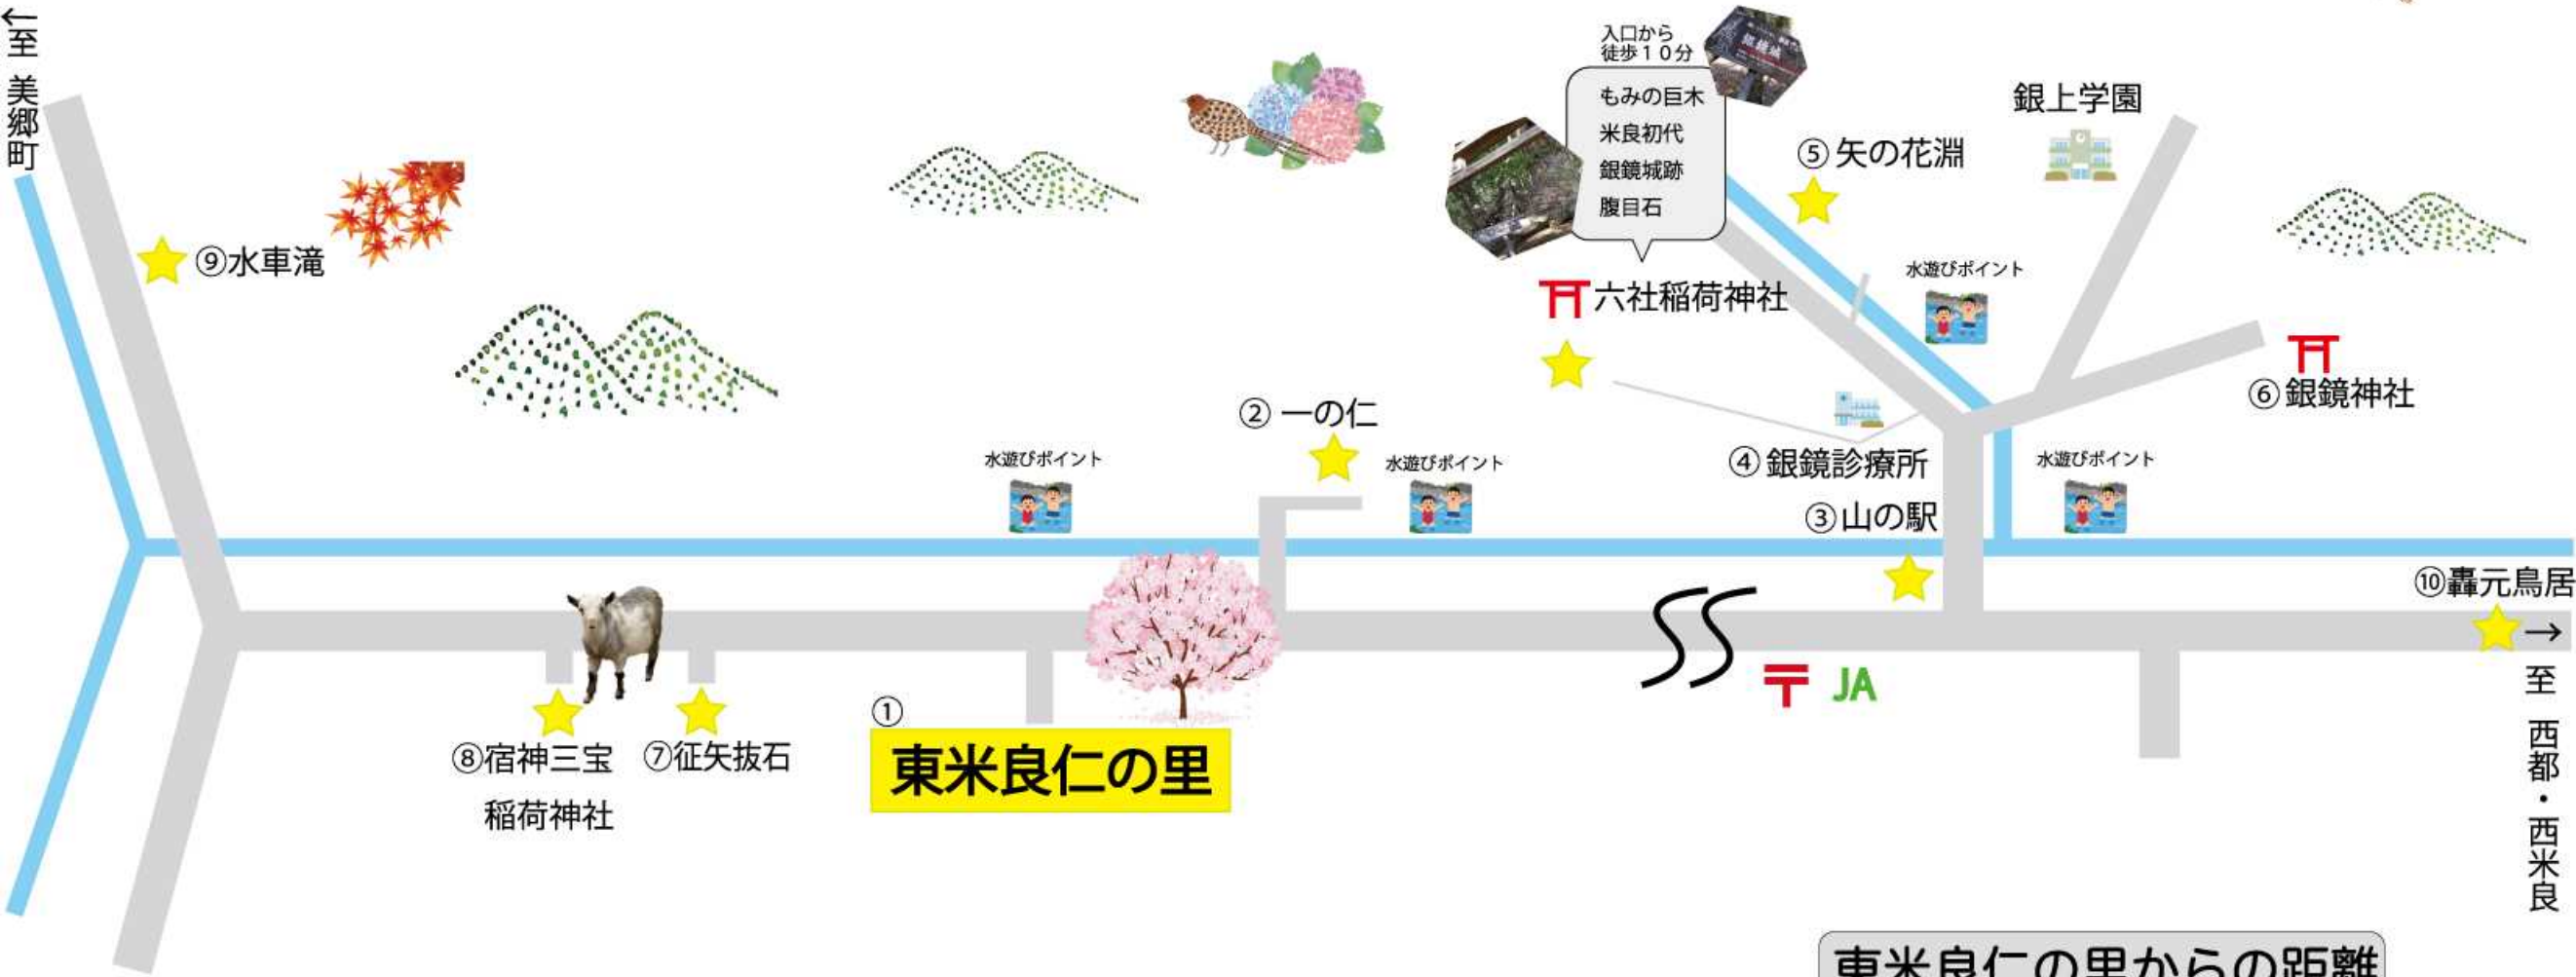 ←至 美郷町
⑨水車滝
入口から
徒歩10分
もみの巨木
米良初代
銀鏡城跡
腹目石
銀鏡城
六社稲荷神社
⑤矢の花淵
銀上学園
水遊びポイント
⑥銀鏡神社
②一の仁
水遊びポイント
水遊びポイント
④銀鏡診療所
水遊びポイント
③山の駅
⑩轟元鳥居
→
至 西都・西米良
〒 JA
⑧宿神三宝
稲荷神社
⑦征矢抜石
①
東米良仁の里
東米良仁の里からの距離